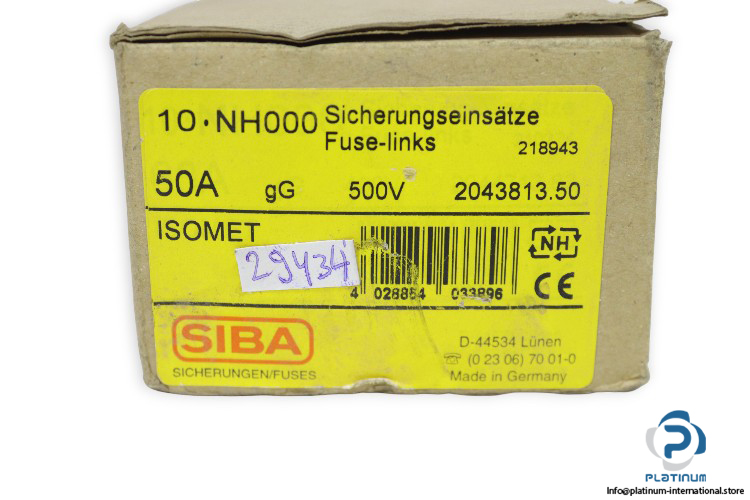 10·NH000 Sicherungseinsätze
Fuse-links 218943
50A gG 500V 2043813.50
ISOMET
29434
NH
4 028854 033896
CE
SIBA
SICHERUNGEN/FUSES
D-44534 Lünen
☏ (0 23 06) 70 01-0
Made in Germany
PLATINUM
Info@platinum-international.store